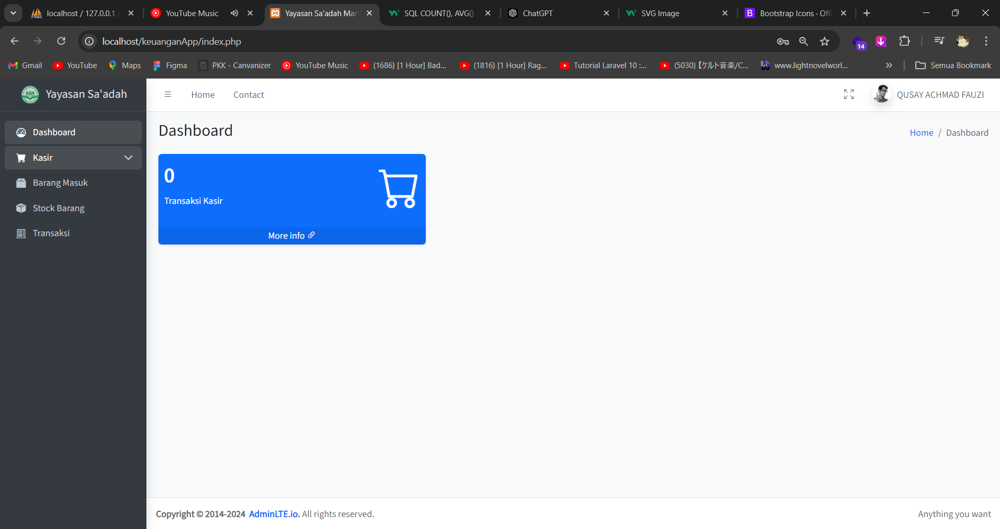 localhost / 127.0.0.1 /
YouTube Music
Yayasan Sa'adah Mar
SQL COUNT(), AVG()
ChatGPT
SVG Image
Bootstrap Icons · Offi
localhost/keuanganApp/index.php
14
Gmail
YouTube
Maps
Figma
PKK - Canvanizer
YouTube Music
(1686) [1 Hour] Bad...
(1816) [1 Hour] Rag...
Tutorial Laravel 10 :...
(5030)【ケルト音楽/C...
www.lightnovelworl...
Semua Bookmark
Yayasan Sa'adah
Home
Contact
QUSAY ACHMAD FAUZI
Dashboard
Kasir
Barang Masuk
Stock Barang
Transaksi
Dashboard
Home / Dashboard
0
Transaksi Kasir
More info
Copyright © 2014-2024 AdminLTE.io. All rights reserved.
Anything you want